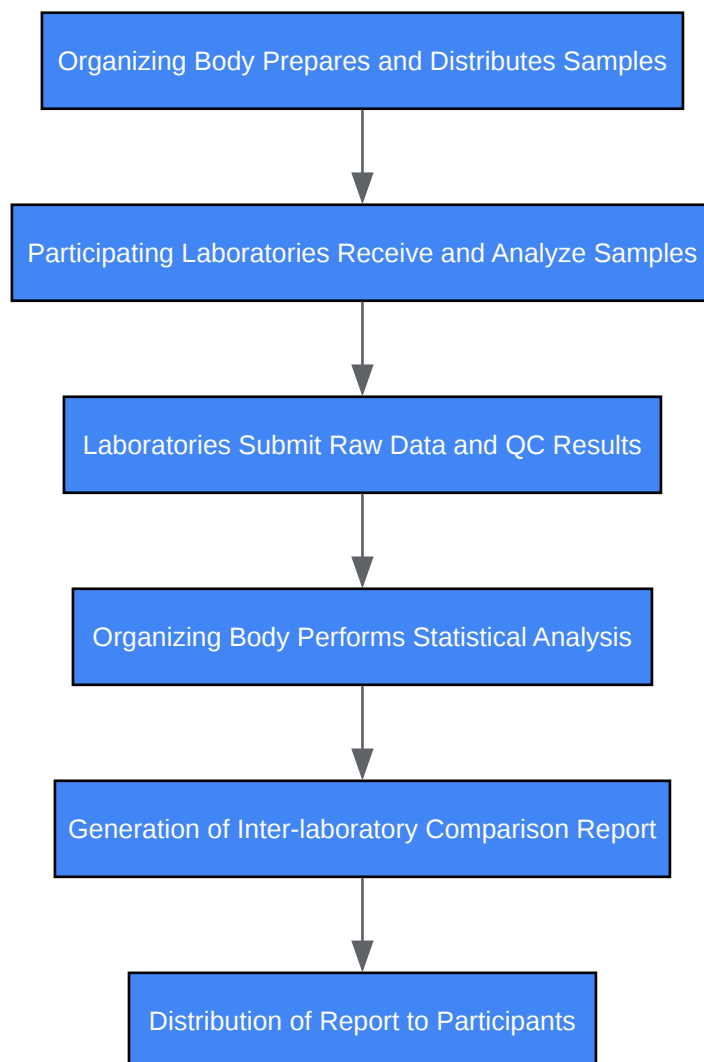 Organizing Body Prepares and Distributes Samples
Participating Laboratories Receive and Analyze Samples
Laboratories Submit Raw Data and QC Results
Organizing Body Performs Statistical Analysis
Generation of Inter-laboratory Comparison Report
Distribution of Report to Participants